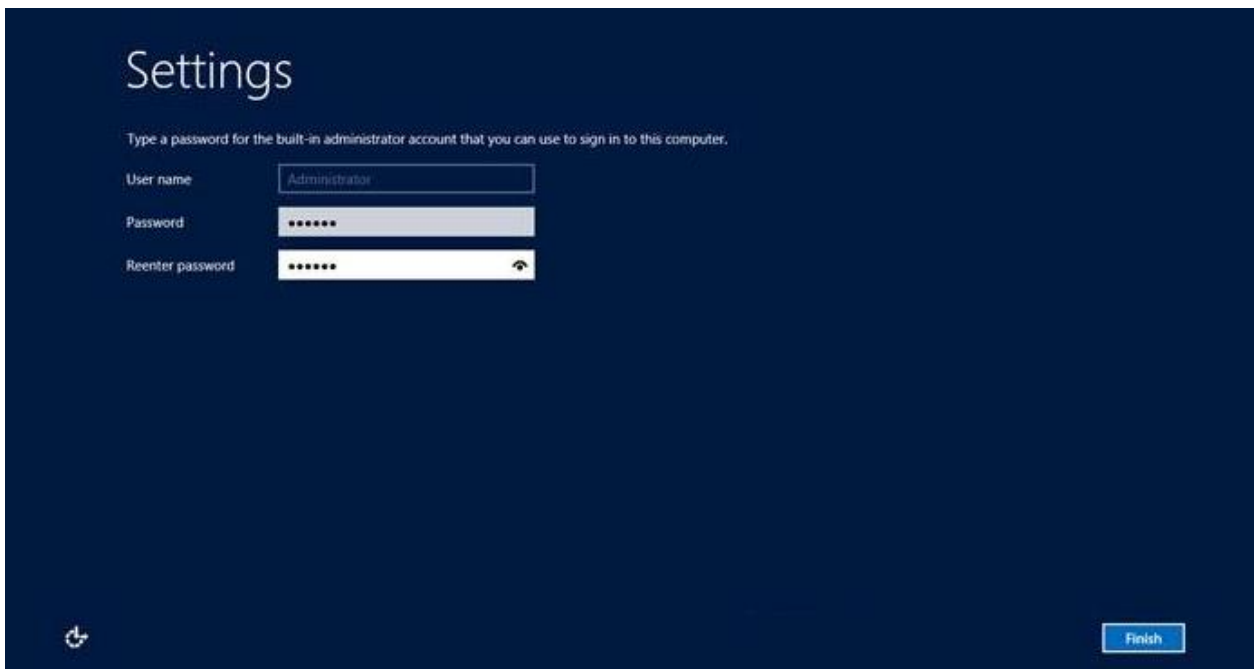 Settings
Type a password for the built-in administrator account that you can use to sign in to this computer.
User name Administrator
Password ••••••
Reenter password ••••••
Finish